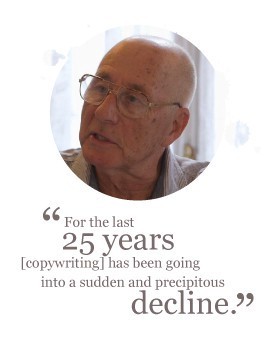 “ For the last
25 years
[copywriting] has been going
into a sudden and precipitous
decline.”